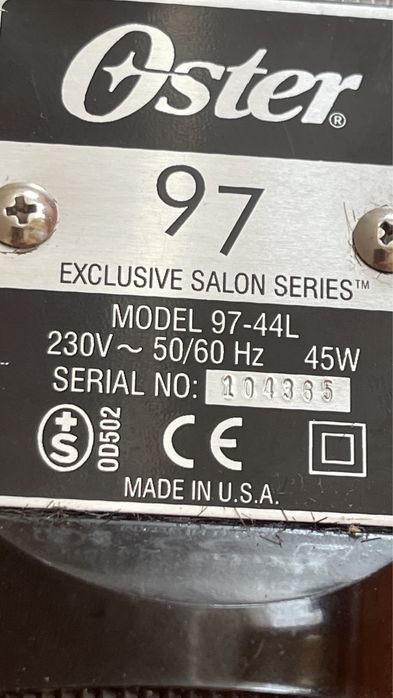 Oster®
97
EXCLUSIVE SALON SERIES™
MODEL 97-44L
230V ~ 50/60 Hz 45W
SERIAL NO: 104365
+S OD502 CE
MADE IN U.S.A.